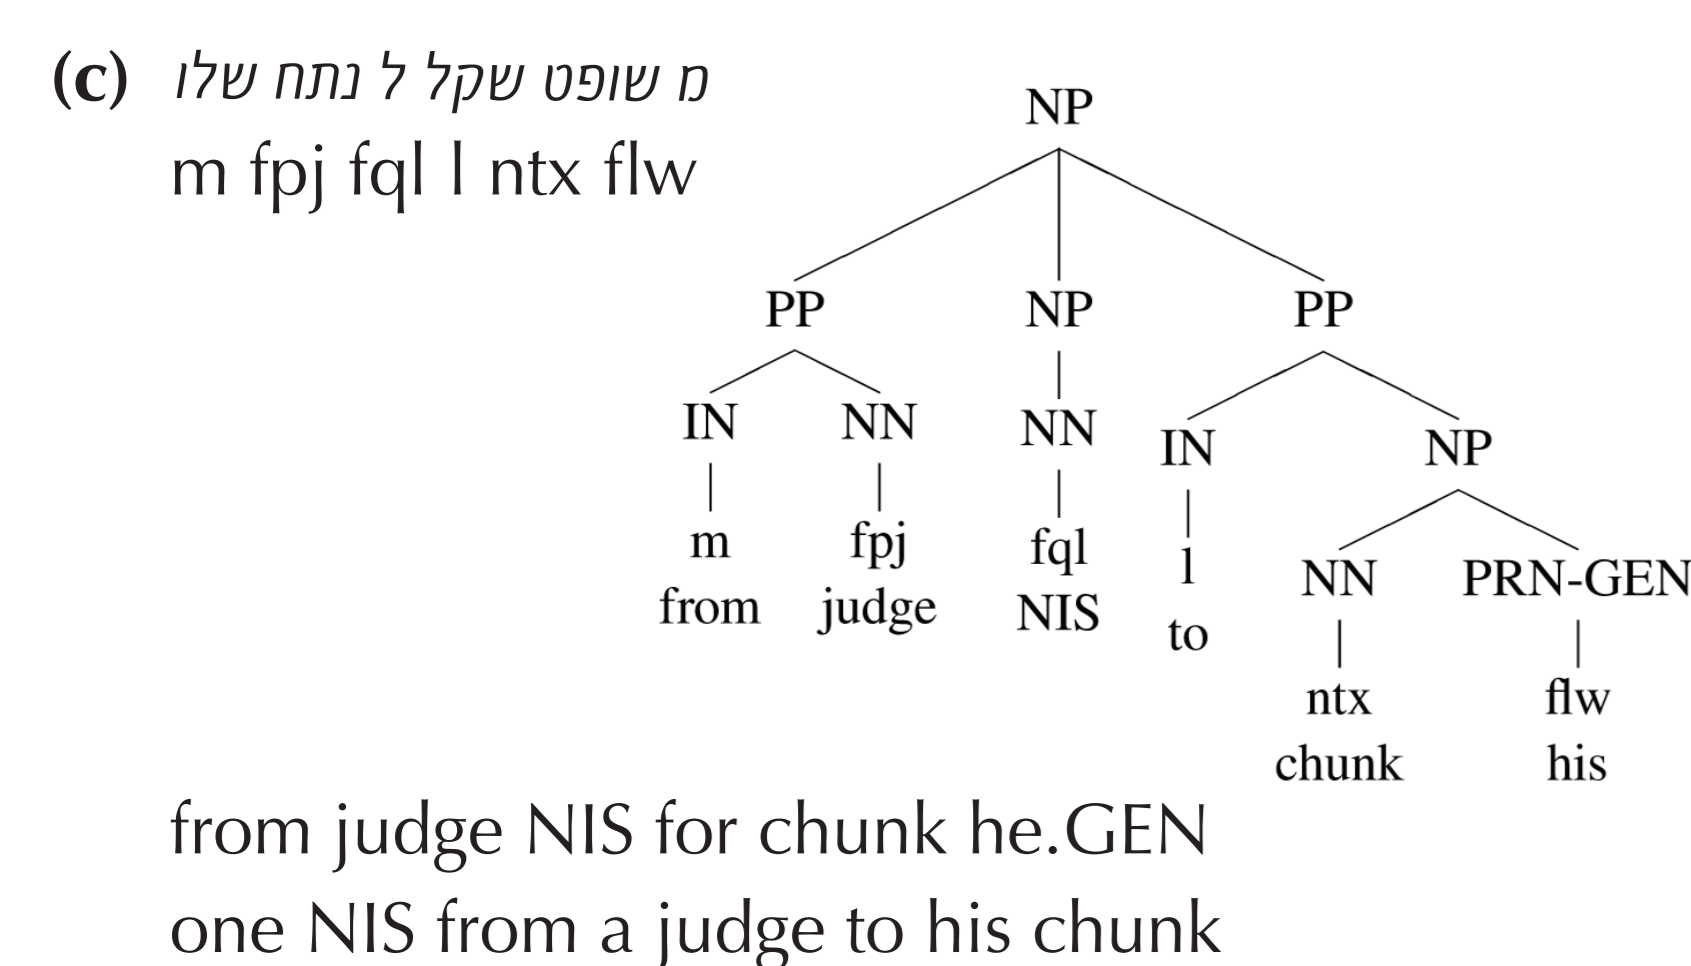 (c) מ שופט שקל ל נתח שלו
m fpj fql l ntx flw
NP
PP NP PP
IN NN NN IN NP
m fpj fql l NN PRN-GEN
from judge NIS to
ntx flw
chunk his
from judge NIS for chunk he.GEN
one NIS from a judge to his chunk